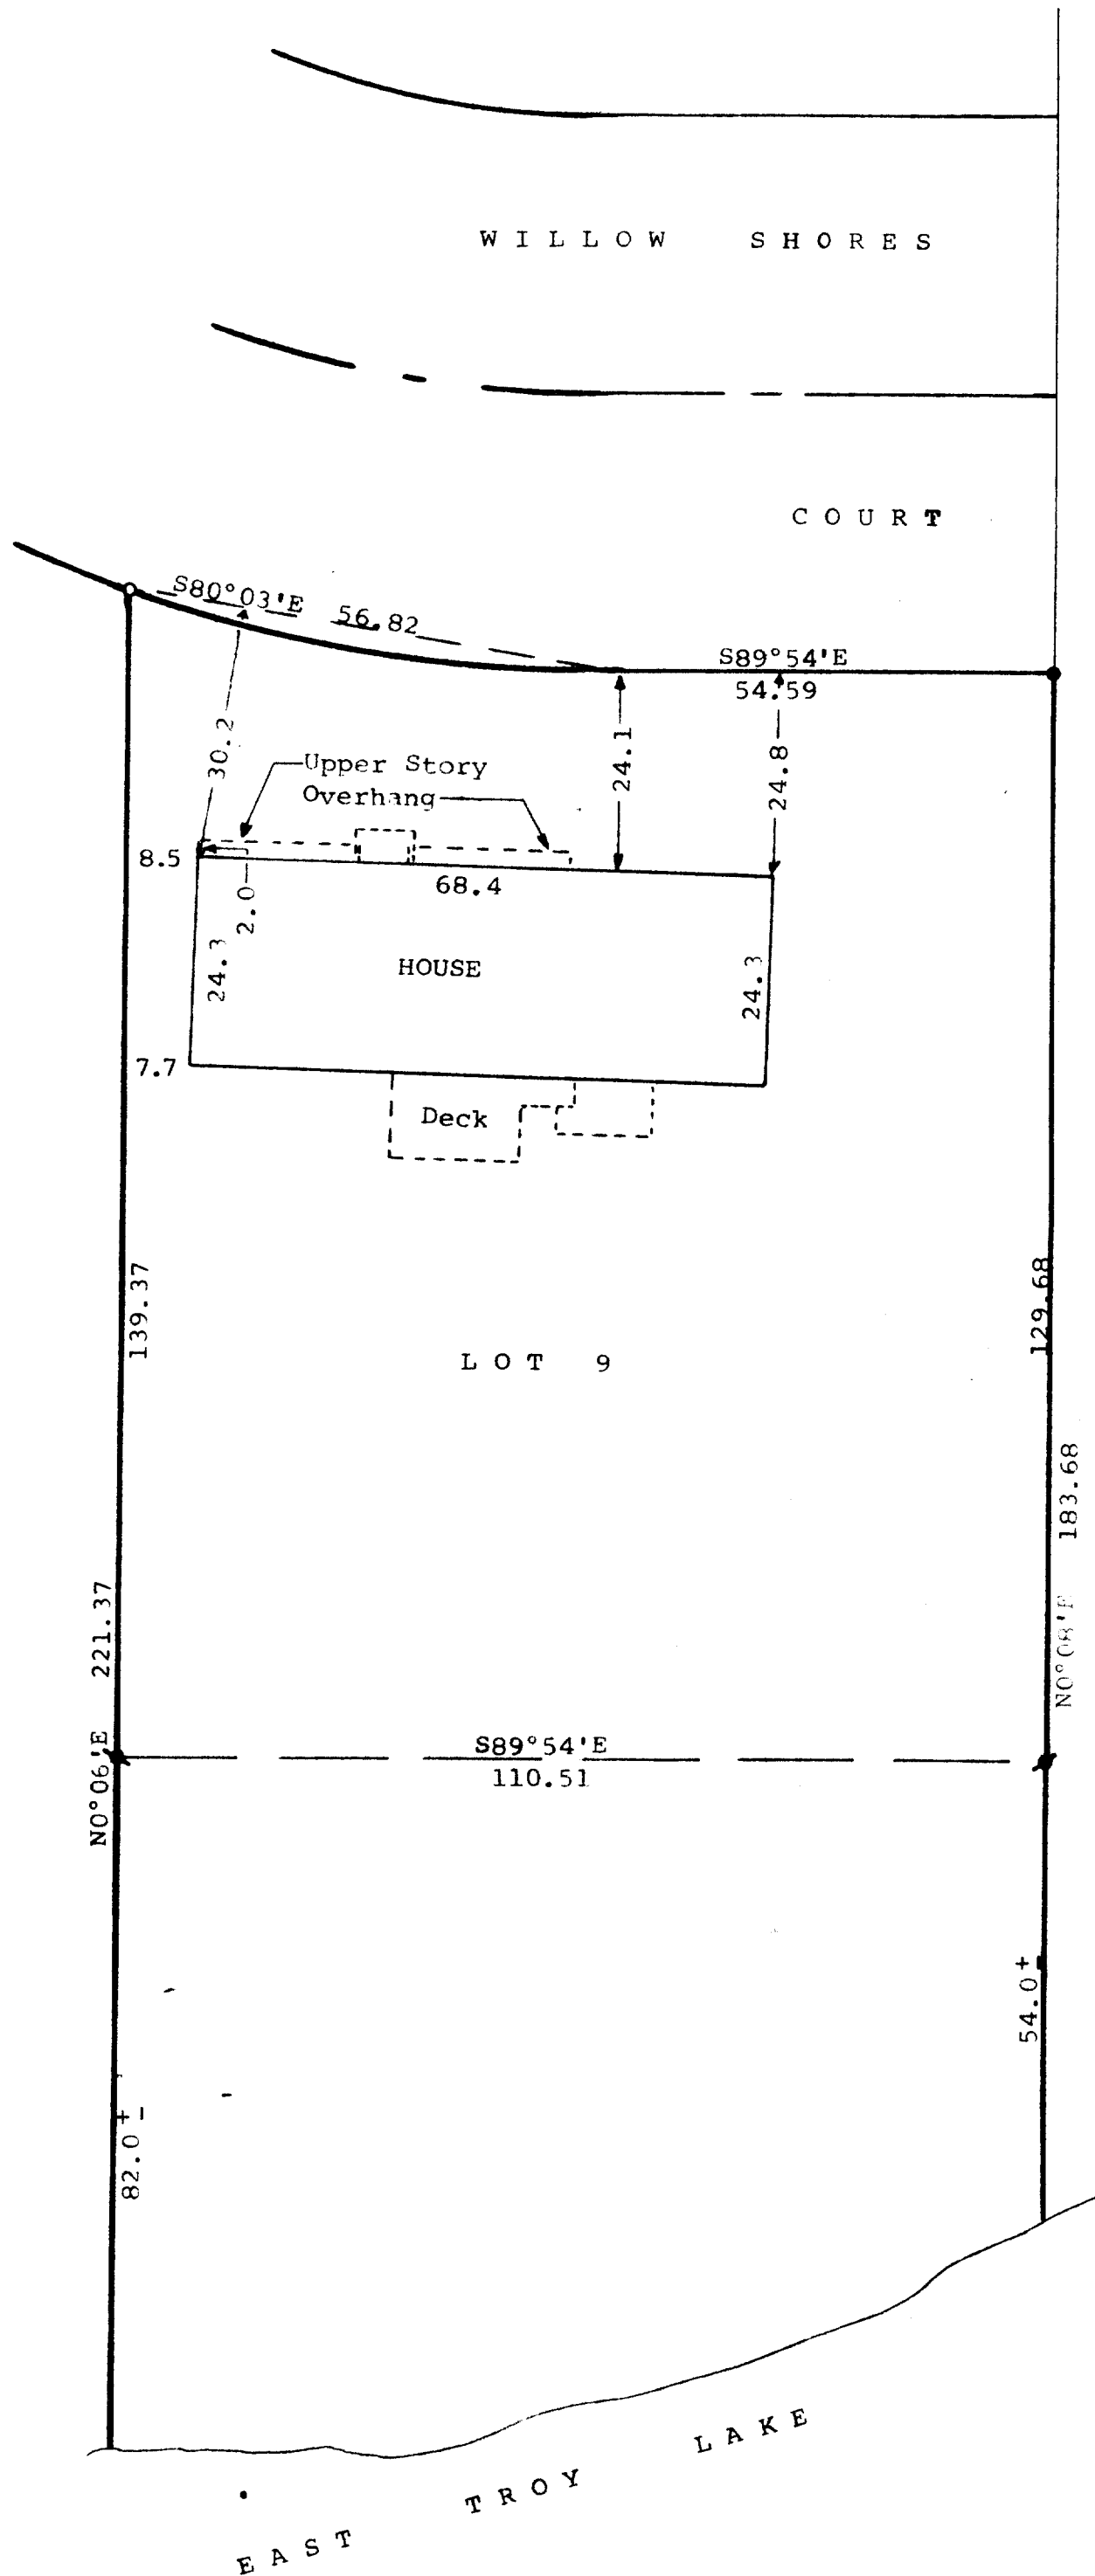 WILLOW SHORES
COURT
S80°03'E 56.82
S89°54'E
54.59
30.2
24.1
24.8
Upper Story
Overhang
8.5
68.4
2.0
24.3
HOUSE
24.3
7.7
Deck
139.37
129.68
LOT 9
N0°06'E 221.37
N0°08'E 183.68
S89°54'E
110.51
82.0±
54.0±
EAST TROY LAKE